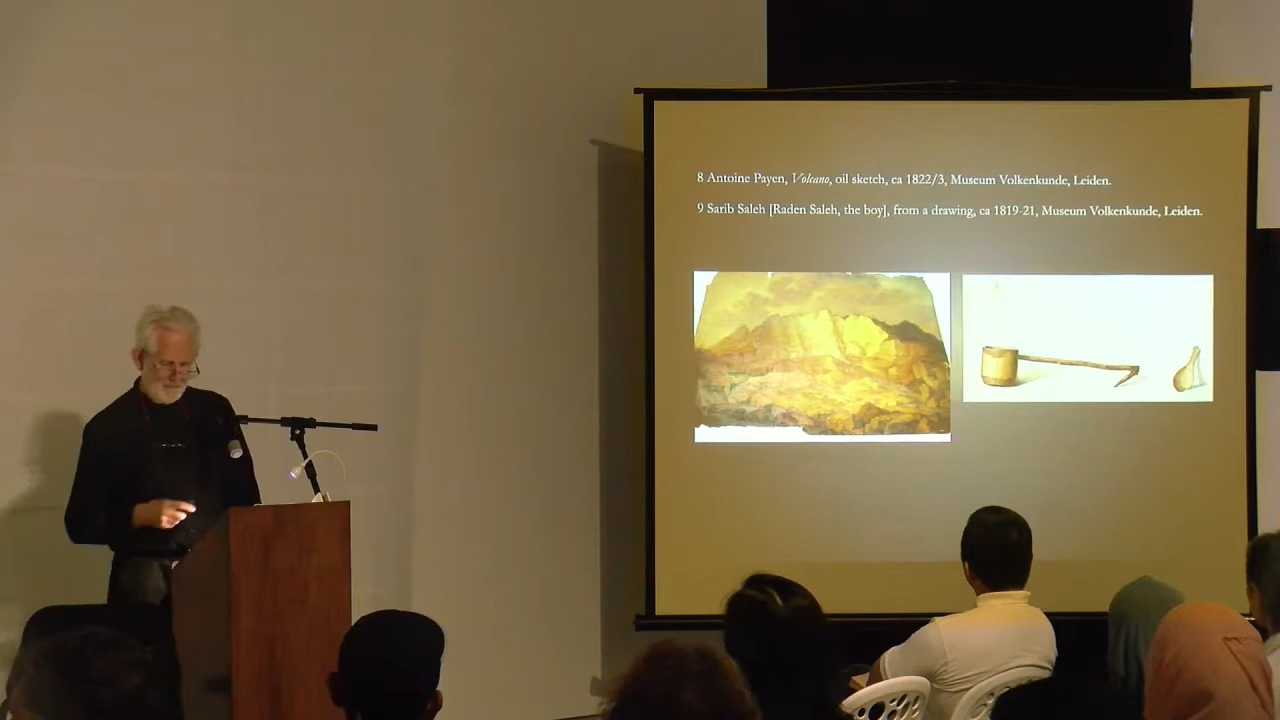 8 Antoine Payen, Volcano, oil sketch, ca 1822/3, Museum Volkenkunde, Leiden.
9 Sarib Saleh [Raden Saleh, the boy], from a drawing, ca 1819-21, Museum Volkenkunde, Leiden.